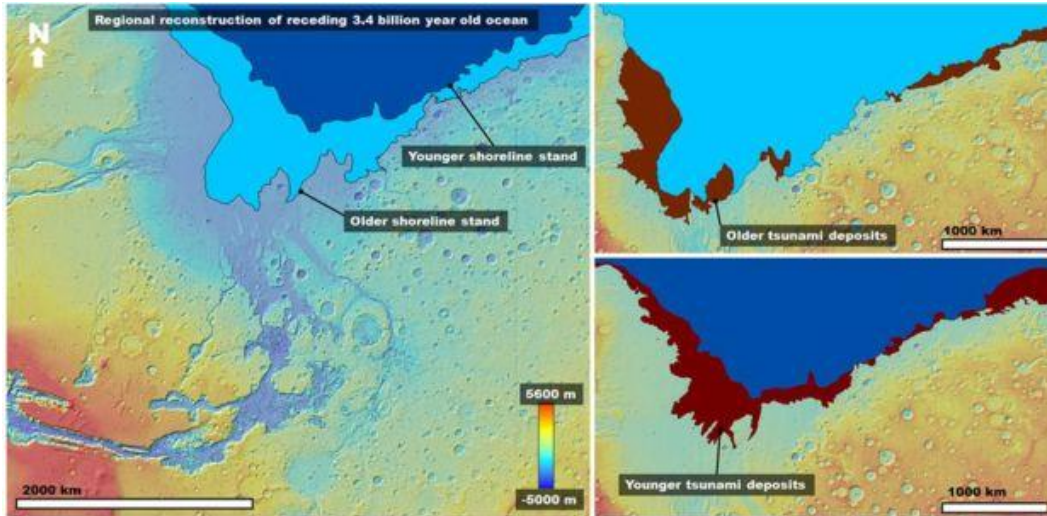 Regional reconstruction of receding 3.4 billion year old ocean
N
Younger shoreline stand
Older shoreline stand
5600 m
-5000 m
2000 km
Older tsunami deposits
1000 km
Younger tsunami deposits
1000 km